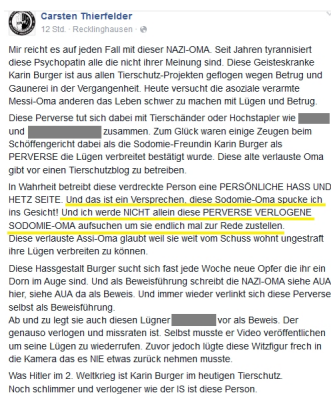 Carsten Thierfelder
12 Std. · Recklinghausen ·
Mir reicht es auf jeden Fall mit dieser NAZI-OMA. Seit Jahren tyrannisiert
diese Psychopatin alle die nicht ihrer Meinung sind. Diese Geisteskranke
Karin Burger ist aus allen Tierschutz-Projekten geflogen wegen Betrug und
Gaunerei in der Vergangenheit. Heute versucht die asoziale verarmte
Messi-Oma anderen das Leben schwer zu machen mit Lügen und Betrug.
Diese Perverse tut sich dabei mit Tierschänder oder Hochstapler wie
und zusammen. Zum Glück waren einige Zeugen beim
Schöffengericht dabei als die Sodomie-Freundin Karin Burger als
PERVERSE die Lügen verbreitet bestätigt wurde. Diese alte verlauste Oma
gibt vor einen Tierschutzblog zu betreiben.
In Wahrheit betreibt diese verdreckte Person eine PERSÖNLICHE HASS UND
HETZ SEITE. Und das ist ein Versprechen, diese Sodomie-Oma spucke ich
ins Gesicht! Und ich werde NICHT allein diese PERVERSE VERLOGENE
SODOMIE-OMA aufsuchen um sie endlich mal zur Rede zustellen.
Diese verlauste Assi-Oma glaubt weil sie weit vom Schuss wohnt ungestraft
ihre Lügen verbreiten zu können.
Diese Hassgestalt Burger sucht sich fast jede Woche neue Opfer die ihr ein
Dorn im Auge sind. Und als Beweisführung schreibt die NAZI-OMA siehe AUA
hier, siehe AUA da als Beweis. Und immer wieder verlinkt sich diese Perverse
selbst als Beweisführung.
Ab und zu legt sie auch diesen Lügner vor als Beweis. Der
genauso verlogen und missraten ist. Selbst musste er Video veröffentlichen
um seine Lügen zu wiederrufen. Zuvor jedoch lügte diese Witzfigur frech in
die Kamera das es NIE etwas zurück nehmen musste.
Was Hitler im 2. Weltkrieg ist Karin Burger im heutigen Tierschutz.
Noch schlimmer und verlogener wie der IS ist diese Person.